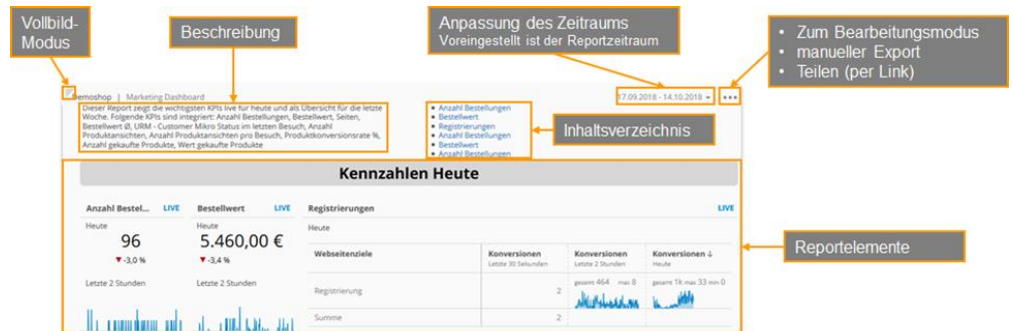 Vollbild-
Modus
Beschreibung
Anpassung des Zeitraums
Voreingestellt ist der Reportzeitraum
• Zum Bearbeitungsmodus
• manueller Export
• Teilen (per Link)
Demoshop | Marketing Dashboard
17.09.2018 - 14.10.2018
Dieser Report zeigt die wichtigsten KPIs live für heute und als Übersicht für die letzte
Woche. Folgende KPIs sind integriert: Anzahl Bestellungen, Bestellwert, Seiten,
Bestellwert Ø, URM - Customer Mikro Status im letzten Besuch, Anzahl
Produktansichten, Anzahl Produktansichten pro Besuch, Produktkonversionsrate %,
Anzahl gekaufte Produkte, Wert gekaufte Produkte
• Anzahl Bestellungen
• Bestellwert
• Registrierungen
• Anzahl Bestellungen
• Bestellwert
• Anzahl Bestellungen
Inhaltsverzeichnis
Kennzahlen Heute
Anzahl Bestel... LIVE
Heute
96
▼ -3,0 %
Letzte 2 Stunden
Bestellwert LIVE
Heute
5.460,00 €
▼ -3,4 %
Letzte 2 Stunden
Registrierungen LIVE
Heute
Webseitenziele
Konversionen
Letzte 30 Sekunden
Konversionen
Letzte 2 Stunden
Konversionen ↓
Heute
Registrierung 2
gesamt 464 max 8
gesamt 1k max 33 min 0
Summe 2
Reportelemente